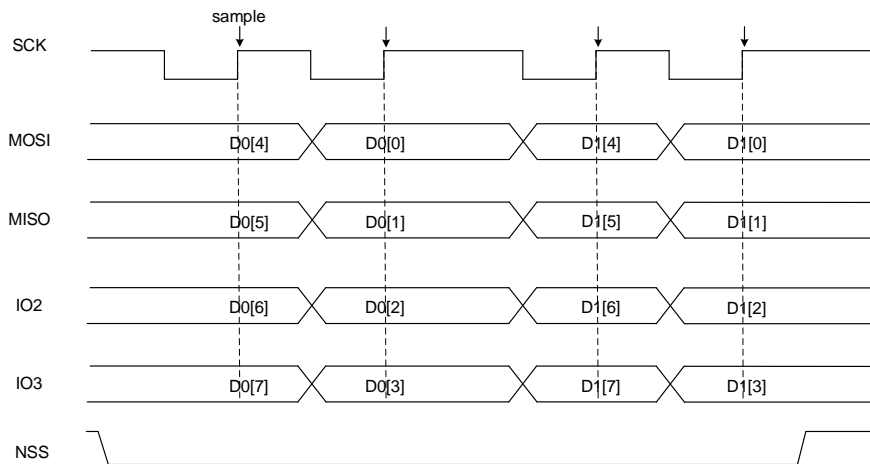 sample
SCK
MOSI D0[4] D0[0] D1[4] D1[0]
MISO D0[5] D0[1] D1[5] D1[1]
IO2 D0[6] D0[2] D1[6] D1[2]
IO3 D0[7] D0[3] D1[7] D1[3]
NSS